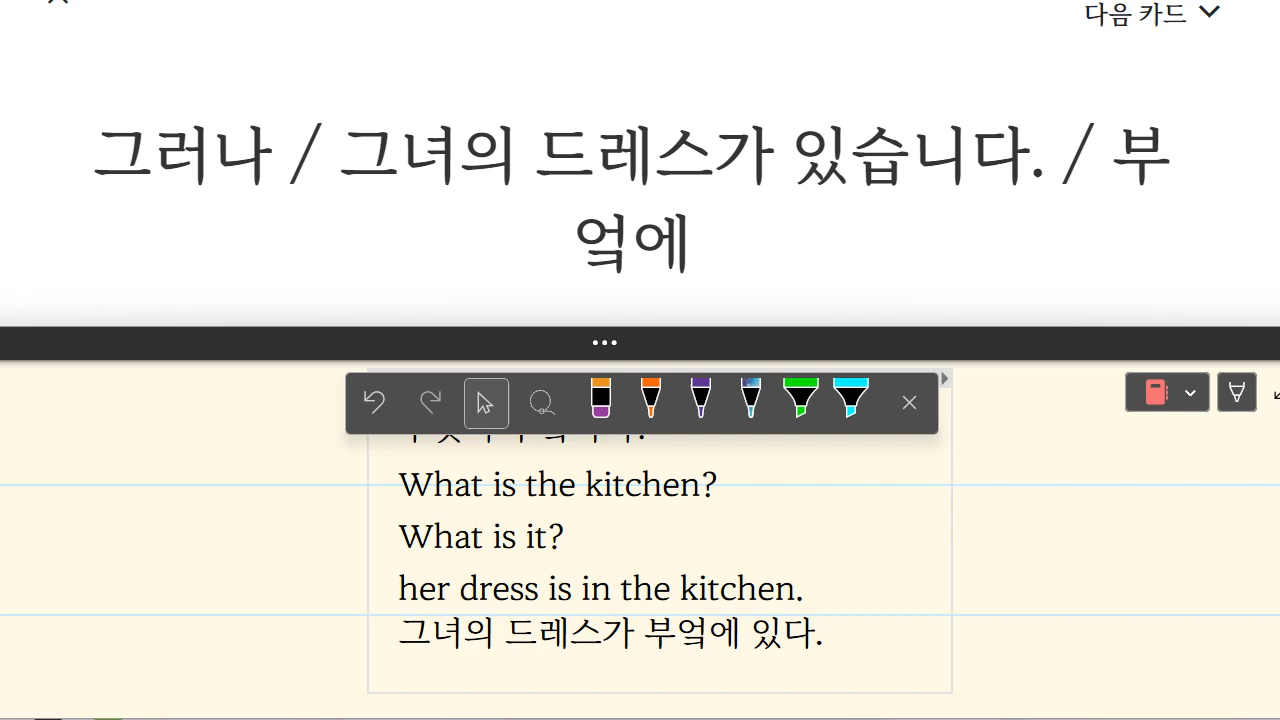 다음 카드
그러나 / 그녀의 드레스가 있습니다. / 부
엌에
What is the kitchen?
What is it?
her dress is in the kitchen.
그녀의 드레스가 부엌에 있다.